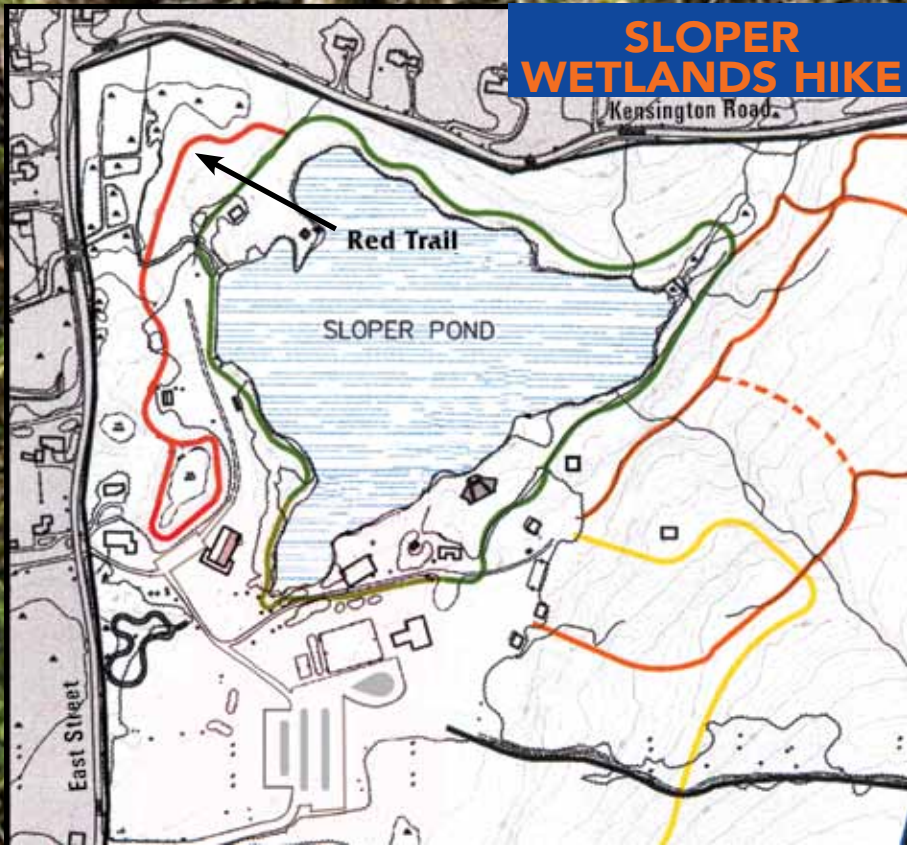 SLOPER
WETLANDS HIKE
Kensington Road
Red Trail
SLOPER POND
East Street